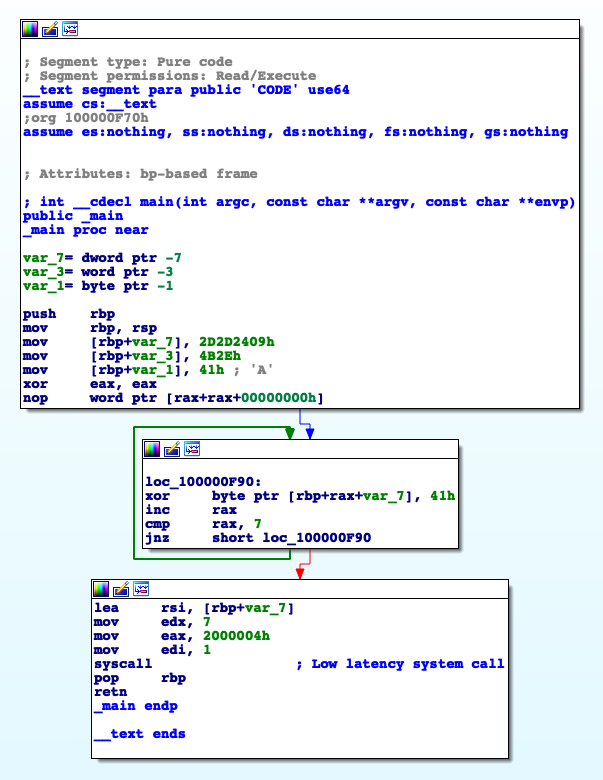 ; Segment type: Pure code
; Segment permissions: Read/Execute
__text segment para public 'CODE' use64
assume cs:__text
;org 100000F70h
assume es:nothing, ss:nothing, ds:nothing, fs:nothing, gs:nothing
; Attributes: bp-based frame
; int __cdecl main(int argc, const char **argv, const char **envp)
public _main
_main proc near
var_7= dword ptr -7
var_3= word ptr -3
var_1= byte ptr -1
push    rbp
mov     rbp, rsp
mov     [rbp+var_7], 2D2D2409h
mov     [rbp+var_3], 4B2Eh
mov     [rbp+var_1], 41h ; 'A'
xor     eax, eax
nop     word ptr [rax+rax+00000000h]
loc_100000F90:
xor     byte ptr [rbp+rax+var_7], 41h
inc     rax
cmp     rax, 7
jnz     short loc_100000F90
lea     rsi, [rbp+var_7]
mov     edx, 7
mov     eax, 2000004h
mov     edi, 1
syscall                 ; Low latency system call
pop     rbp
retn
_main endp
__text ends